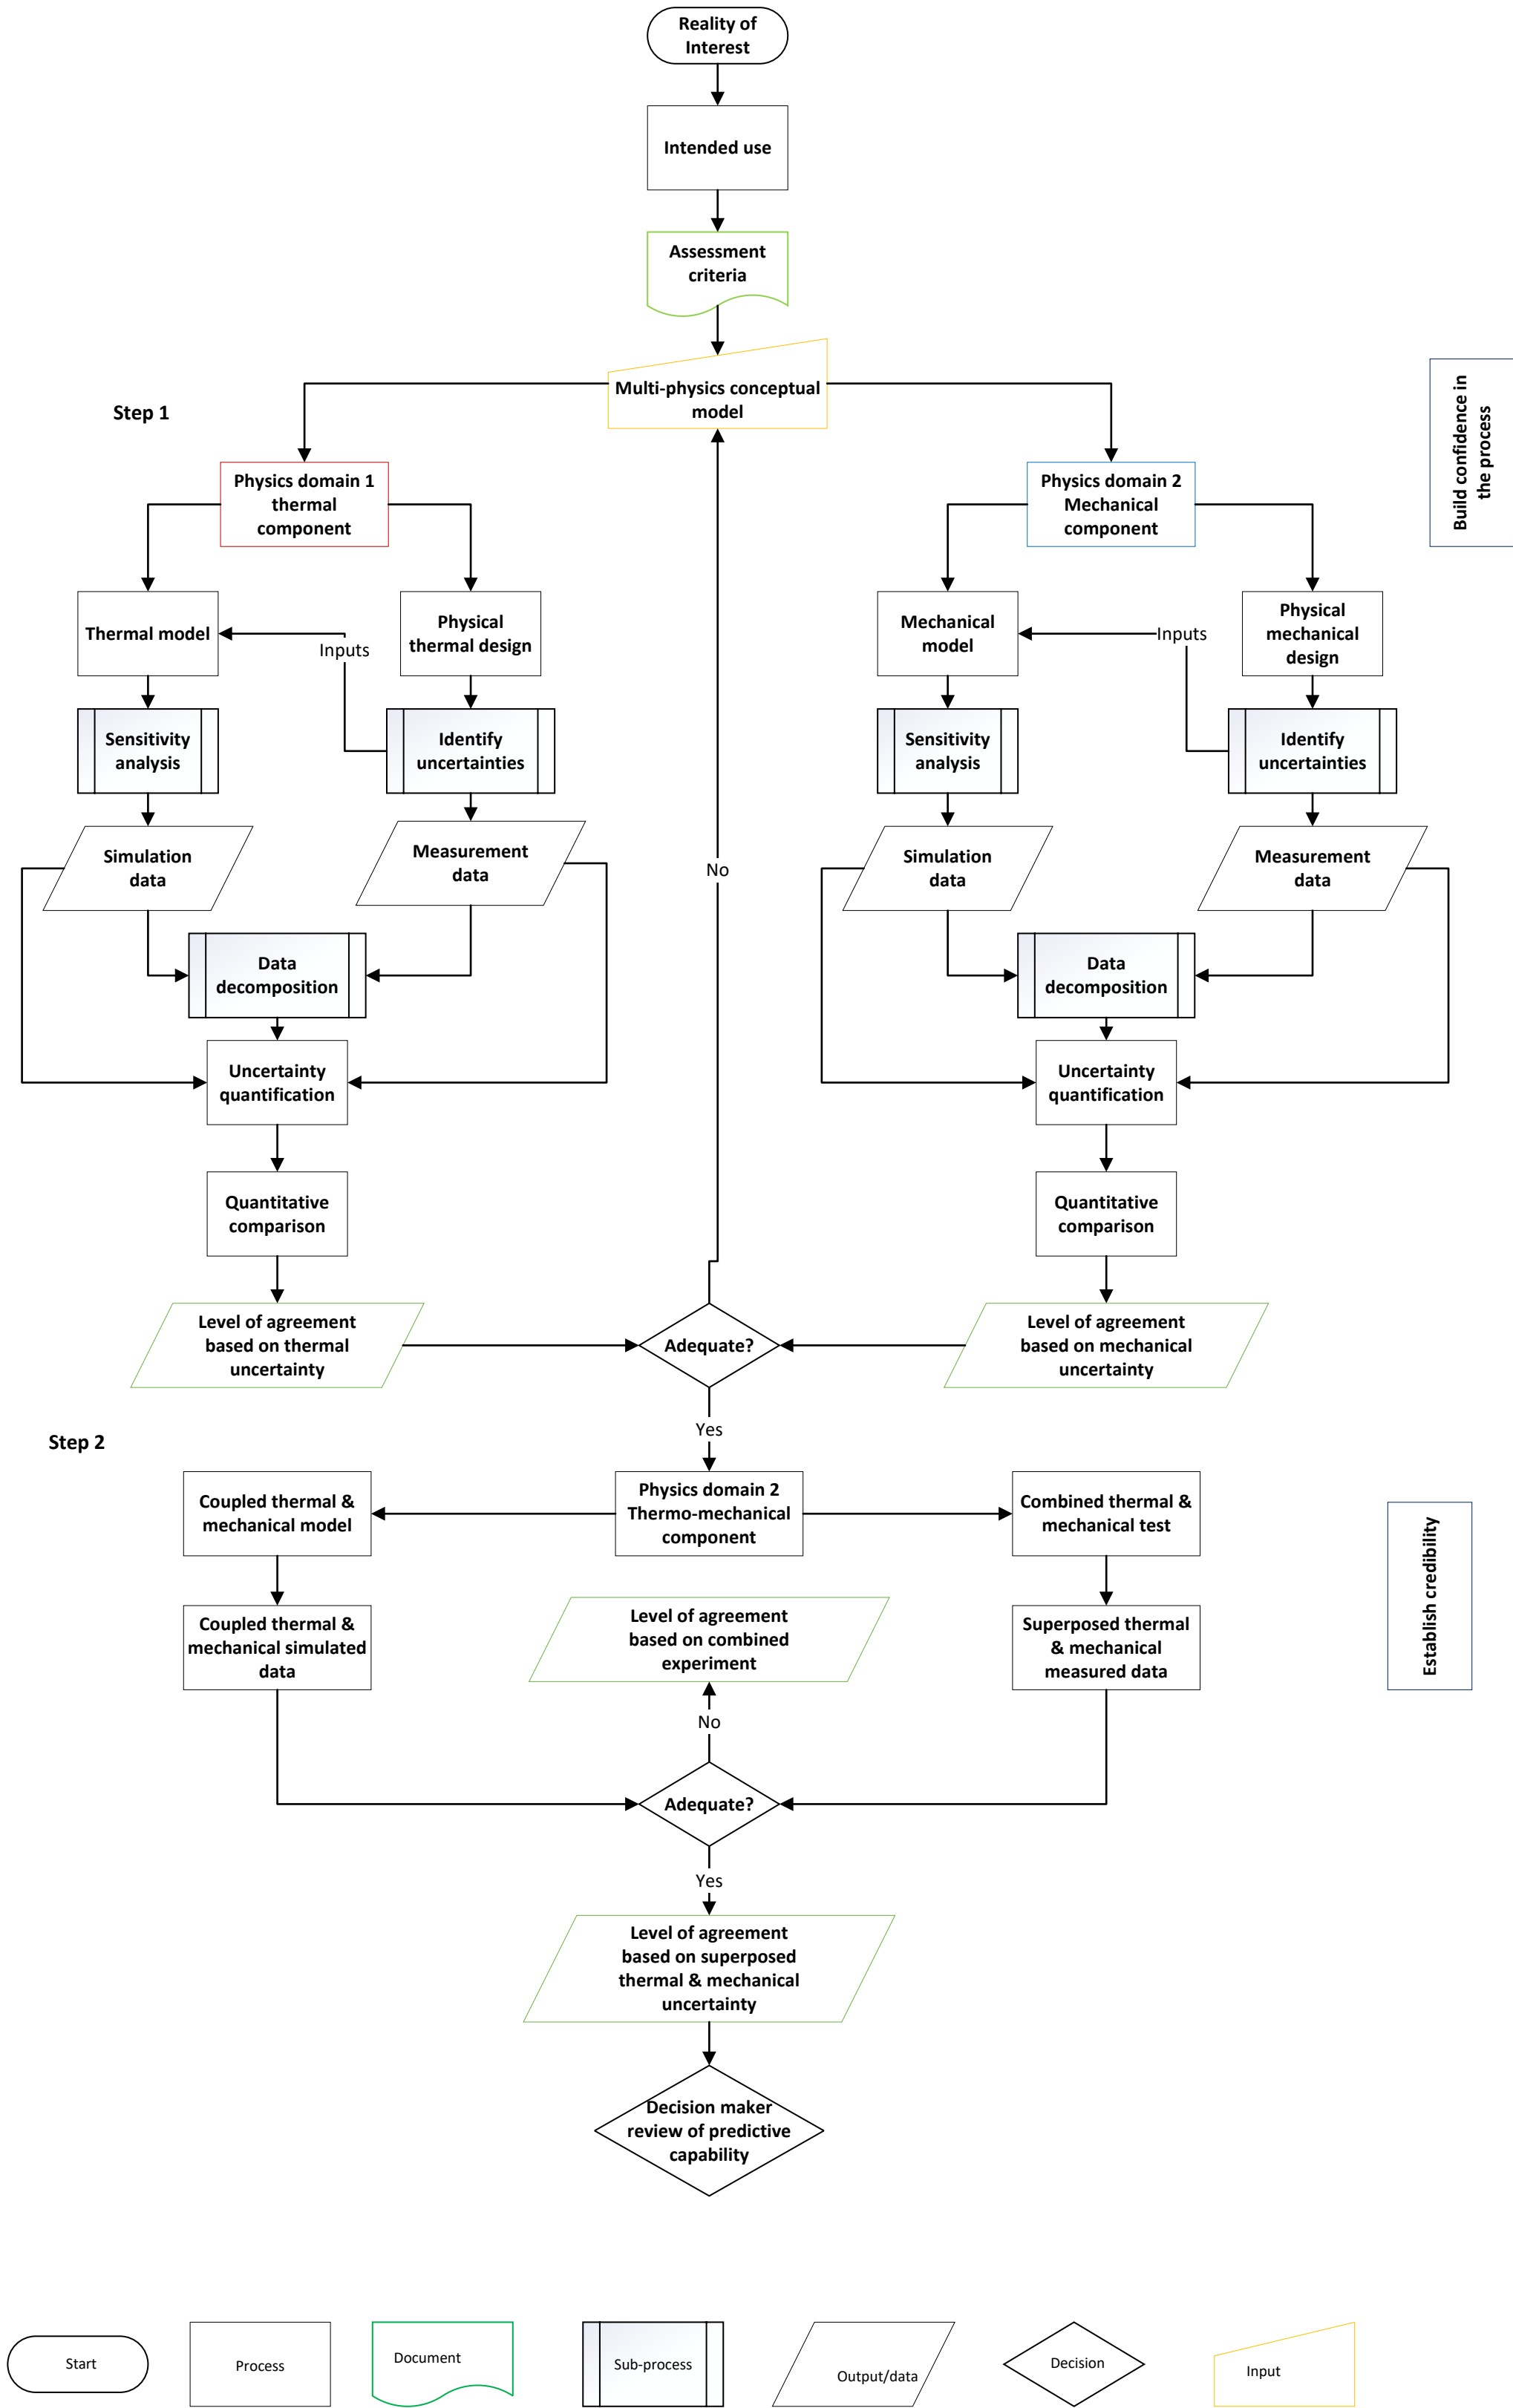 Reality of
Interest
Intended use
Assessment
criteria
Multi-physics conceptual
model
Step 1
Build confidence in
the process
Physics domain 1
thermal
component
Physics domain 2
Mechanical
component
Thermal model
Inputs
Physical
thermal design
Mechanical
model
Inputs
Physical
mechanical
design
Sensitivity
analysis
Identify
uncertainties
Sensitivity
analysis
Identify
uncertainties
Simulation
data
Measurement
data
No
Simulation
data
Measurement
data
Data
decomposition
Data
decomposition
Uncertainty
quantification
Uncertainty
quantification
Quantitative
comparison
Quantitative
comparison
Level of agreement
based on thermal
uncertainty
Adequate?
Level of agreement
based on mechanical
uncertainty
Yes
Step 2
Coupled thermal &
mechanical model
Physics domain 2
Thermo-mechanical
component
Combined thermal &
mechanical test
Establish credibility
Coupled thermal &
mechanical simulated
data
Level of agreement
based on combined
experiment
Superposed thermal
& mechanical
measured data
No
Adequate?
Yes
Level of agreement
based on superposed
thermal & mechanical
uncertainty
Decision maker
review of predictive
capability
Start
Process
Document
Sub-process
Output/data
Decision
Input